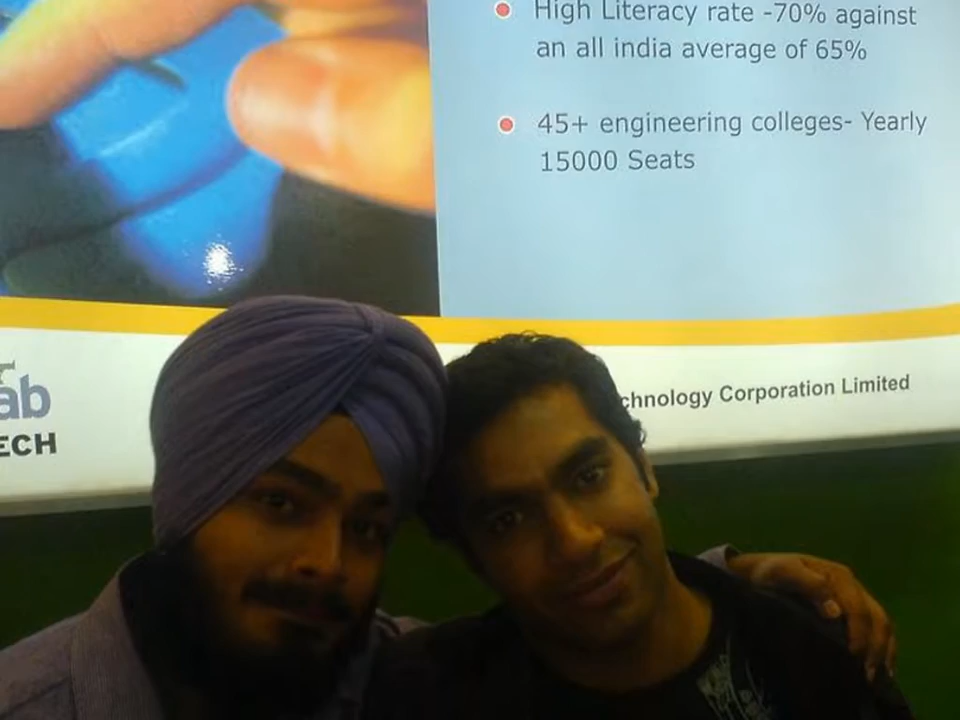 High Literacy rate -70% against
an all india average of 65%
45+ engineering colleges- Yearly
15000 Seats
ab
ECH
chnology Corporation Limited